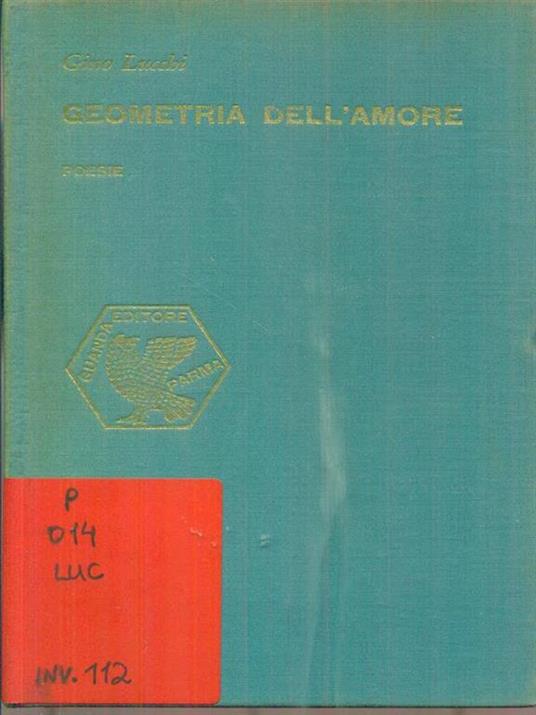 Gino Lucchi
GEOMETRIA DELL'AMORE
POESIE
GUANDA EDITORE PARMA
P
014
LUC
INV. 112